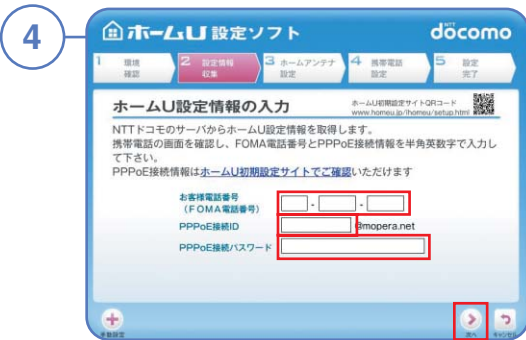 4
ホームU 設定ソフト
NTT
docomo
1 環境確認
2 設定情報収集
3 ホームアンテナ設定
4 携帯電話設定
5 設定完了
ホームU設定情報の入力
ホームU初期設定サイトQRコード
www.homeu.jp/homeu/setup.html
NTTドコモのサーバからホームU設定情報を取得します。
携帯電話の画面を確認し、FOMA電話番号とPPPoE接続情報を半角英数字で入力し
て下さい。
PPPoE接続情報はホームU初期設定サイトでご確認いただけます
お客様電話番号
(FOMA電話番号)
- -
PPPoE接続ID
@mopera.net
PPPoE接続パスワード
手動設定
次へ
キャンセル